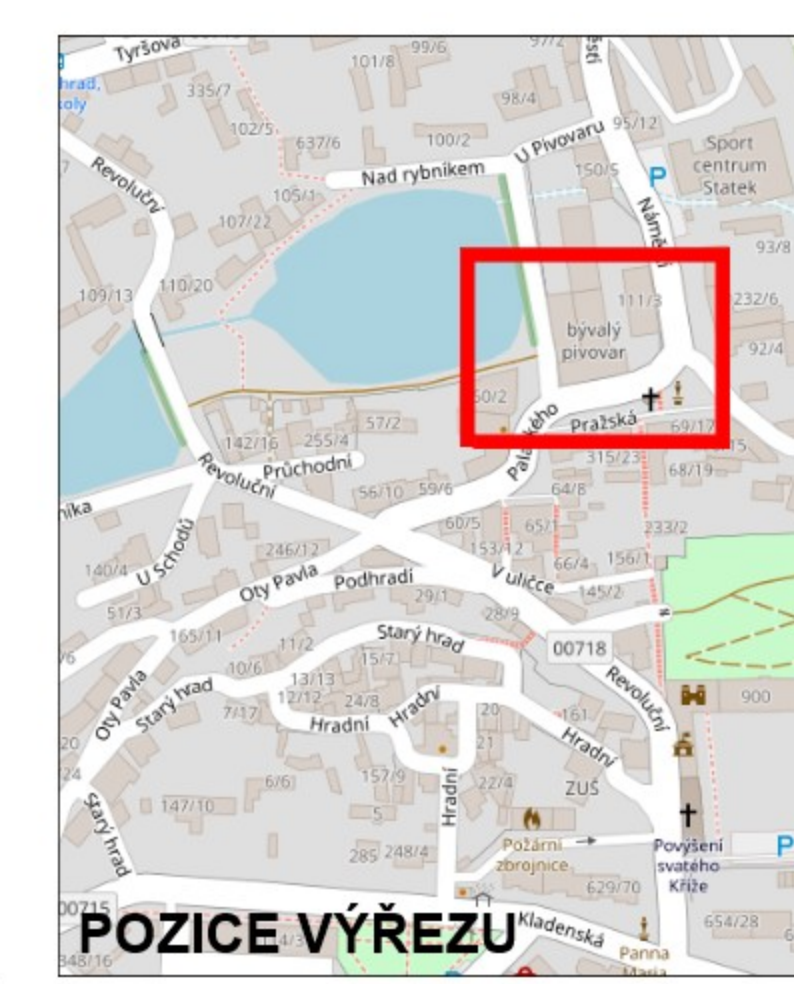 Tyršova
99/6
97/2
101/8
hrad,
koly
335/7
98/4
102/5
637/6
100/2
U Pivovaru
95/12
Sport
centrum
Statek
Revoluční
Nad rybníkem
150/5
P
105/1
107/22
Náměstí
93/8
109/13
110/20
111/3
232/6
bývalý
pivovar
92/4
60/2
57/2
Palackého
Pražská
69/17
142/16
255/4
Průchodní
315/23
68/19
Revoluční
56/10
59/6
64/8
níka
60/5
65/1
233/2
U Schodů
246/12
153/12
66/4
156/1
140/4
Oty Pavla
Podhradí
V uličce
145/2
51/3
29/1
28/9
165/11
Starý hrad
00718
11/2
15/7
10/6
13/13
12/12
24/8
Revoluční
Oty Pavla
Starý hrad
7/17
Hradní
Hradní
20
161
900
21
Hradní
20
24
6/6
157/9
22/4
ZUŠ
Starý hrad
147/10
5
Hradní
285
248/4
Požární
zbrojnice
Povýšení
svatého
Kříže
P
629/70
00715
POZICE VÝŘEZU
Kladenská
654/28
348/16
Panna
Maria